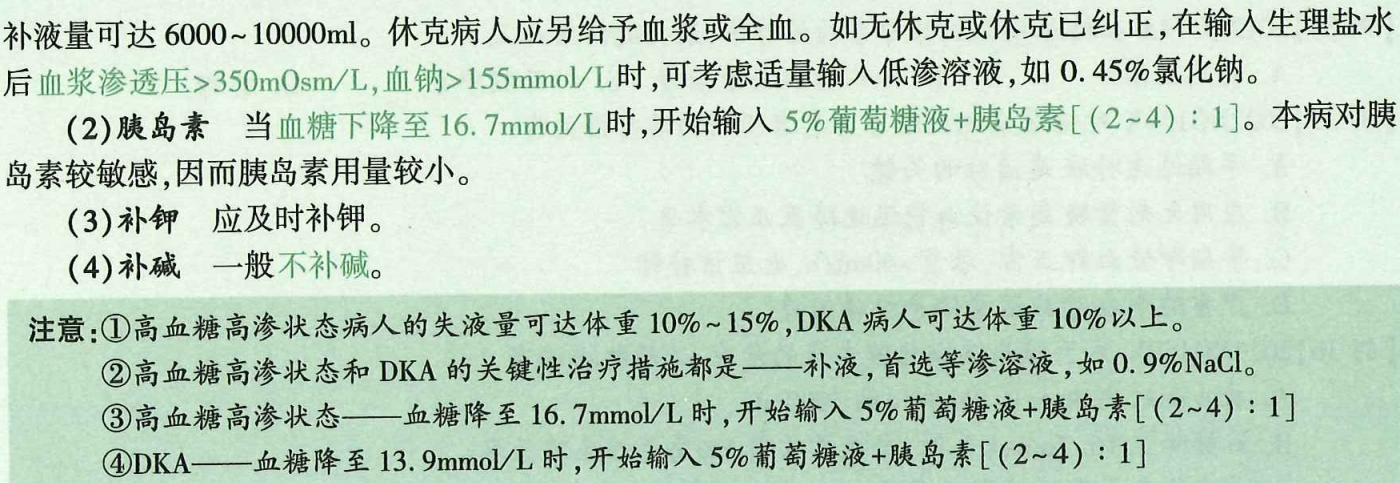 补液量可达 6000~10000ml。休克病人应另给予血浆或全血。如无休克或休克已纠正,在输入生理盐水
后血浆渗透压>350mOsm/L,血钠>155mmol/L时,可考虑适量输入低渗溶液,如 0.45%氯化钠。
(2)胰岛素 当血糖下降至 16.7mmol/L时,开始输入 5%葡萄糖液+胰岛素[(2~4)∶1]。本病对胰
岛素较敏感,因而胰岛素用量较小。
(3)补钾 应及时补钾。
(4)补碱 一般不补碱。
注意:①高血糖高渗状态病人的失液量可达体重 10%~15%,DKA 病人可达体重 10%以上。
②高血糖高渗状态和 DKA 的关键性治疗措施都是——补液,首选等渗溶液,如 0.9%NaCl。
③高血糖高渗状态——血糖降至 16.7mmol/L 时,开始输入 5%葡萄糖液+胰岛素[(2~4)∶1]
④DKA——血糖降至 13.9mmol/L 时,开始输入 5%葡萄糖液+胰岛素[(2~4)∶1]